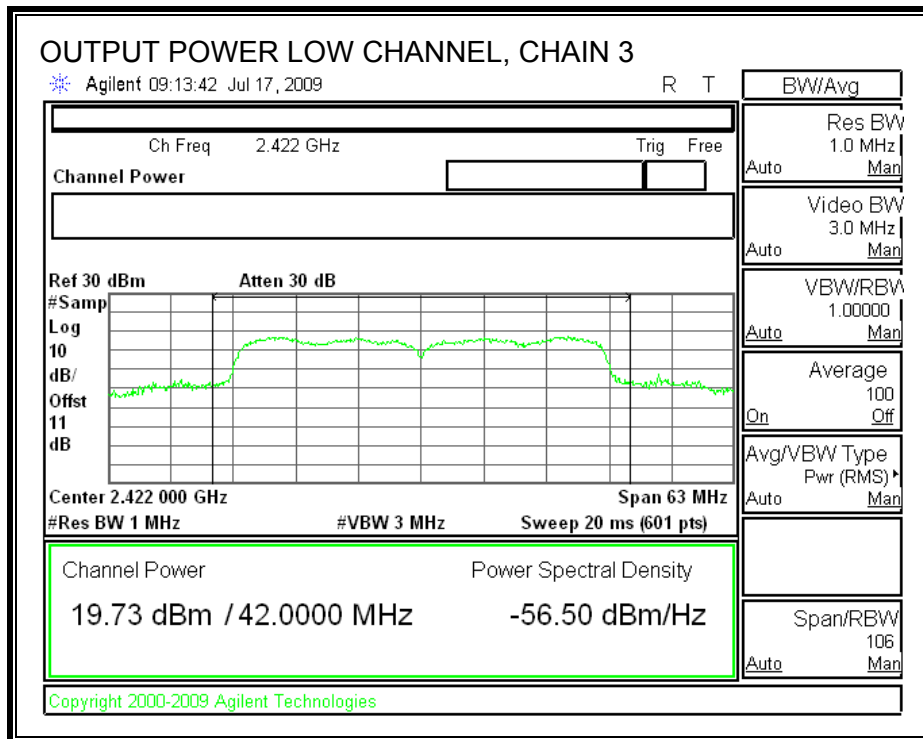 OUTPUT POWER LOW CHANNEL, CHAIN 3
Agilent 09:13:42 Jul 17, 2009 R T
Ch Freq 2.422 GHz Trig Free
Channel Power
Ref 30 dBm Atten 30 dB
#Samp
Log
10
dB/
Offst
11
dB
Center 2.422 000 GHz Span 63 MHz
#Res BW 1 MHz #VBW 3 MHz Sweep 20 ms (601 pts)
Channel Power Power Spectral Density
19.73 dBm / 42.0000 MHz -56.50 dBm/Hz
Copyright 2000-2009 Agilent Technologies
BW/Avg
Res BW
1.0 MHz
Auto Man
Video BW
3.0 MHz
Auto Man
VBW/RBW
1.00000
Auto Man
Average
100
On Off
Avg/VBW Type
Pwr (RMS)
Auto Man
Span/RBW
106
Auto Man